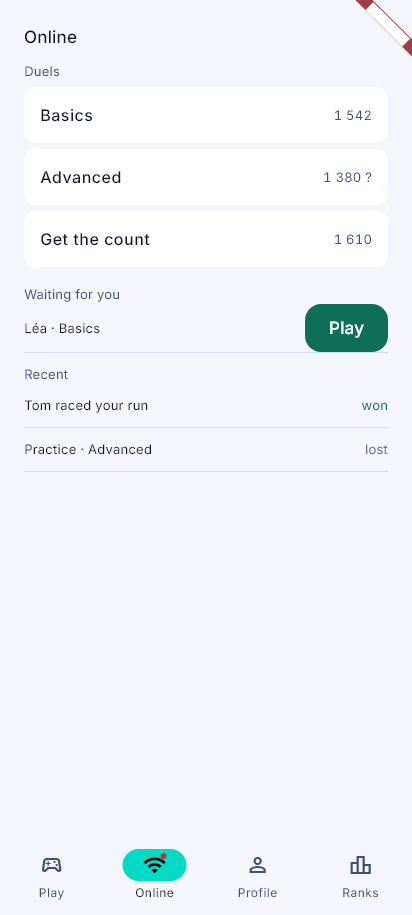 Online
Duels
Basics 1 542
Advanced 1 380 ?
Get the count 1 610
Waiting for you
Léa · Basics Play
Recent
Tom raced your run won
Practice · Advanced lost
Play Online Profile Ranks